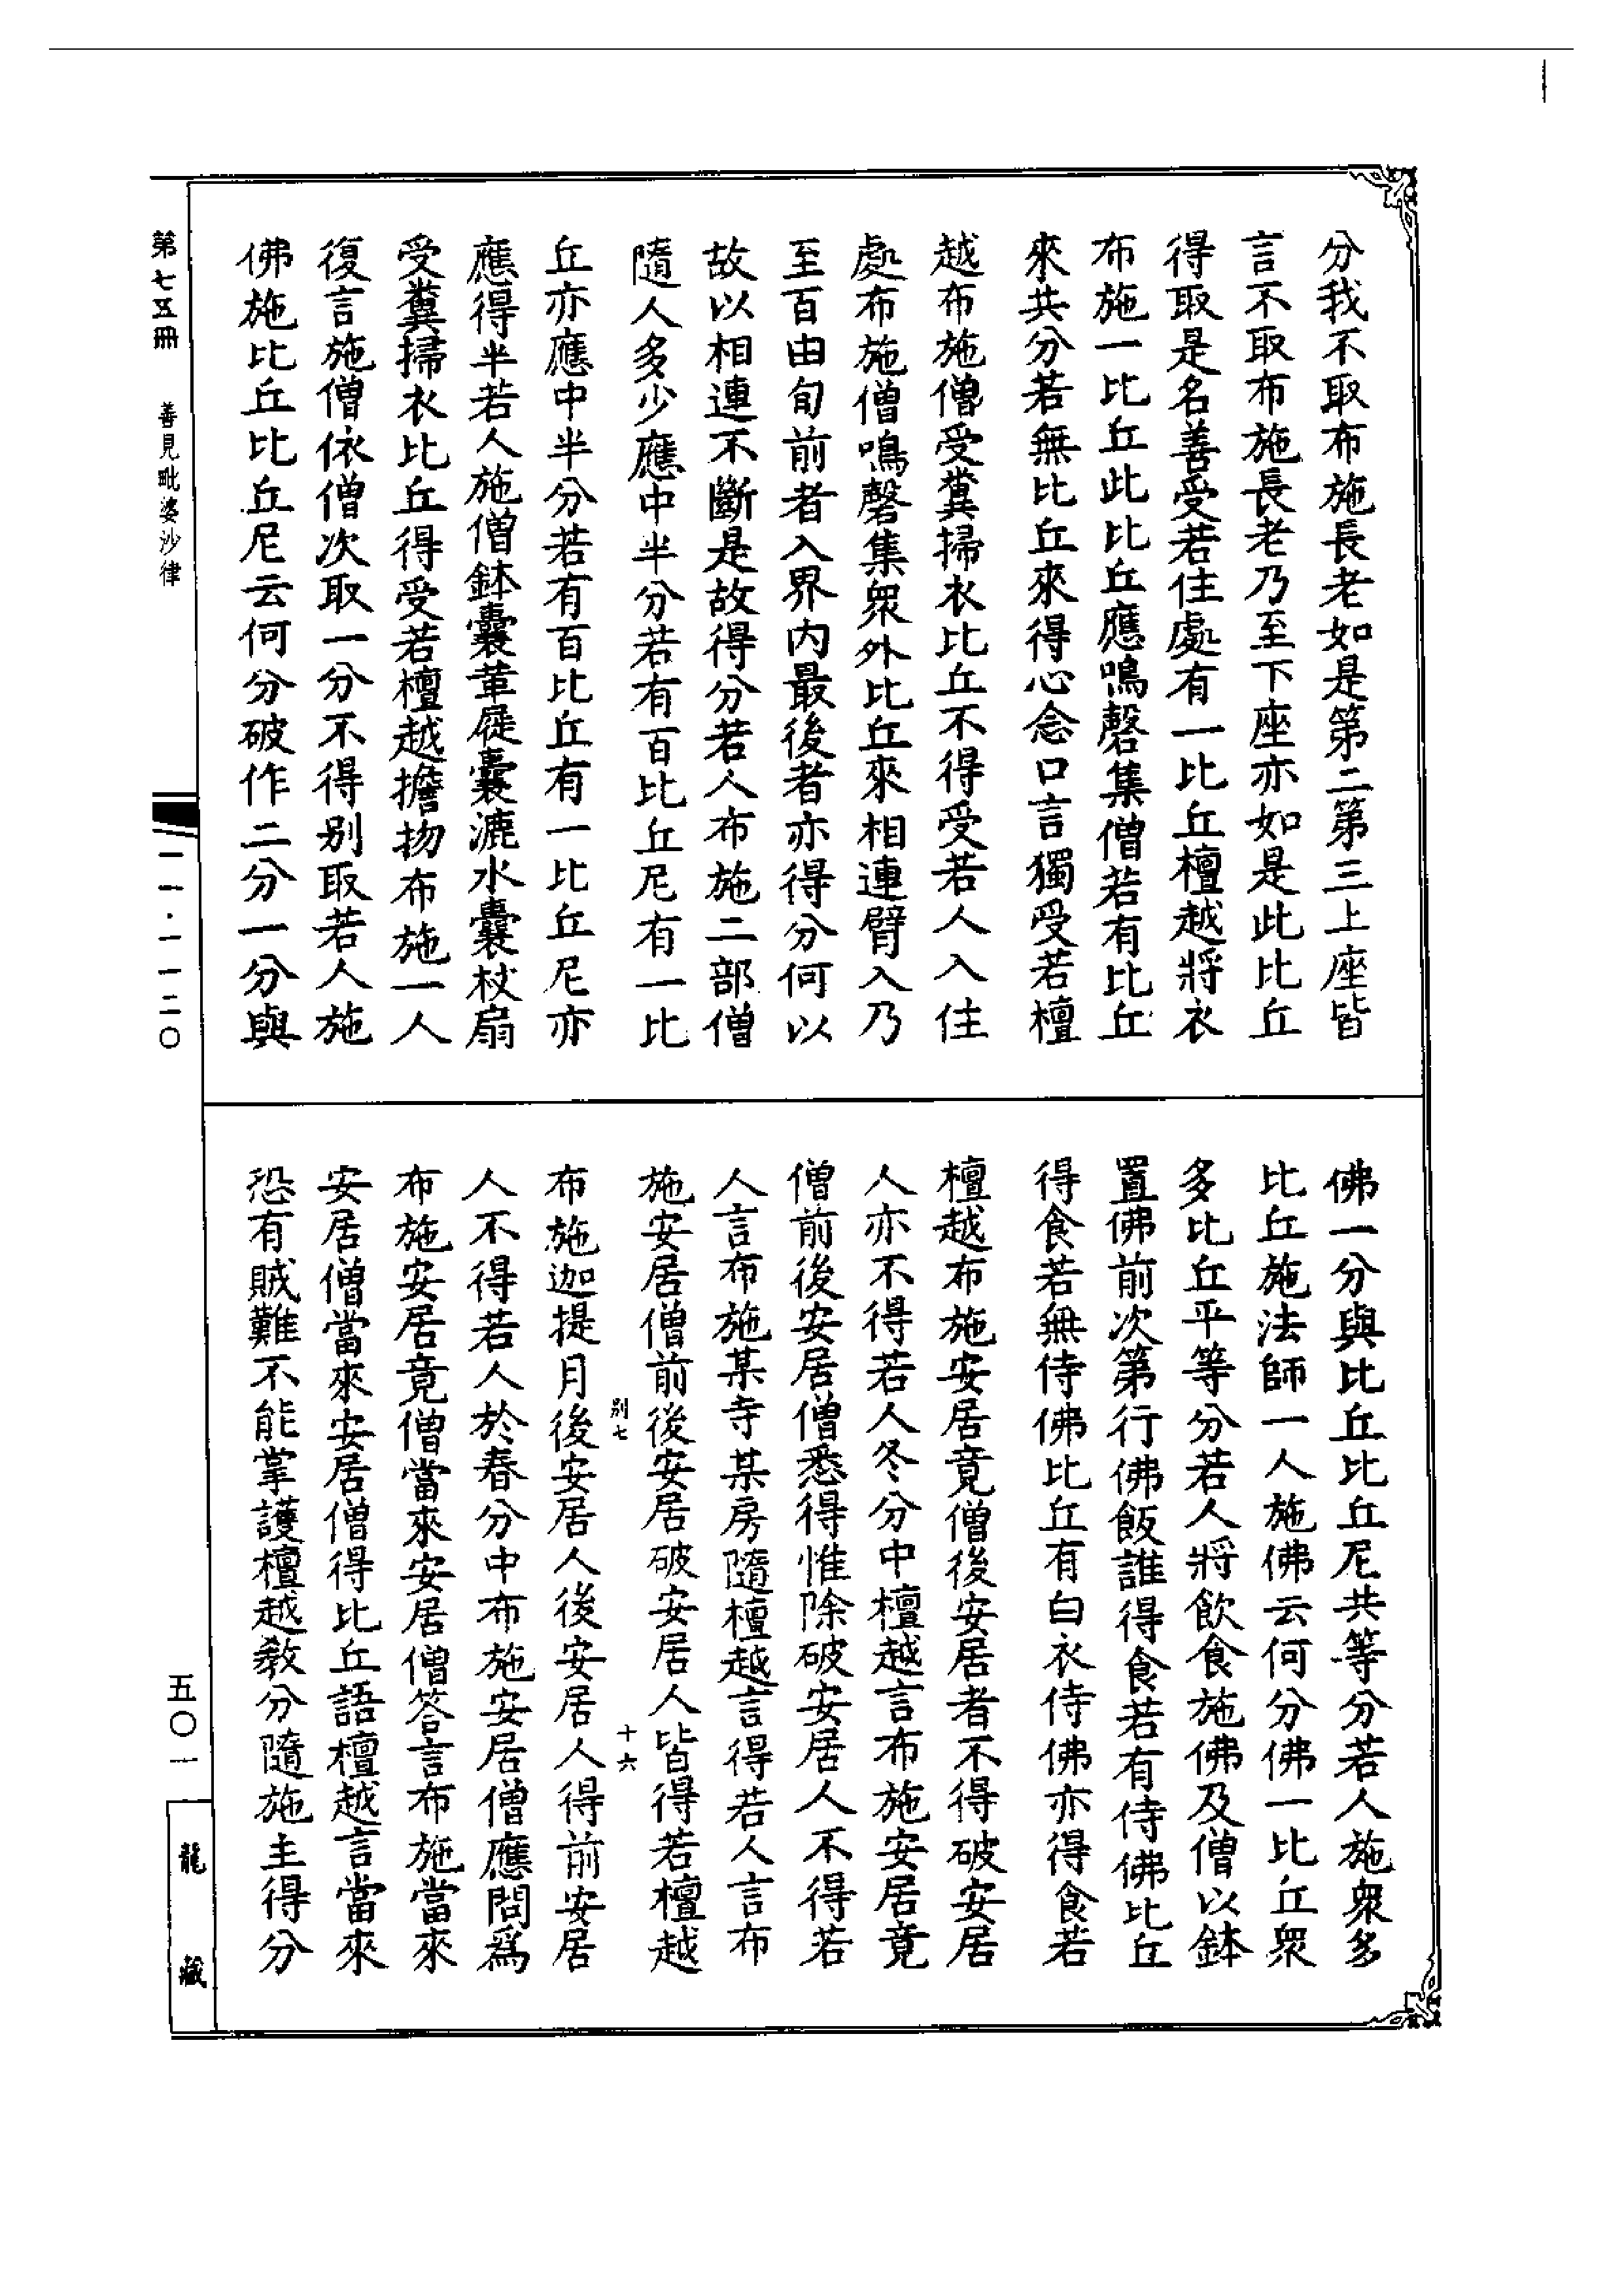 分我不取布施長老如是第二第三上座皆
言不取布施長老乃至下座亦如是此比丘
得取是名善受若住處有一比丘檀越將衣
布施一比丘此比丘應鳴磬集僧若有比丘
來共分若無比丘來得心念口言獨受若檀
越布施僧受糞掃衣比丘不得受若人入住
處布施僧鳴磬集眾外比丘來相連臂入乃
至百由旬前者入界內最後者亦得分何以
故以相連不斷是故得分若人布施二部僧
隨人多少應中半分若有百比丘尼有一比
丘亦應中半分若有百比丘有一比丘尼亦
應得半若人施僧鉢囊革屣囊漉水囊杖扇
受糞掃衣比丘得受若檀越擔物布施一人
復言施僧依僧次取一分不得别取若人施
佛施比丘比丘尼云何分破作二分一分與
佛一分與比丘比丘尼共等分若人施眾多
比丘施法師一人施佛云何分佛一比丘眾
多比丘平等分若人將飲食施佛及僧以鉢
置佛前次第行佛飯誰得食若有侍佛比丘
得食若無侍佛比丘有白衣侍佛亦得食若
檀越布施安居竟僧後安居者不得破安居
人亦不得若人冬分中檀越言布施安居竟
僧前後安居僧悉得惟除破安居人不得若
人言布施某寺某房隨檀越言得若人言布
施安居僧前後安居破安居人皆得若檀越
别七 十六
布施迦提月後安居人後安居人得前安居
人不得若人於春分中布施安居僧應問為
布施安居竟僧當來安居僧答言布施當來
安居僧當來安居僧得比丘語檀越言當來
恐有賊難不能掌護檀越教分隨施主得分
第七五冊 善見毗婆沙律
一一·一一二〇
五〇一
龍藏